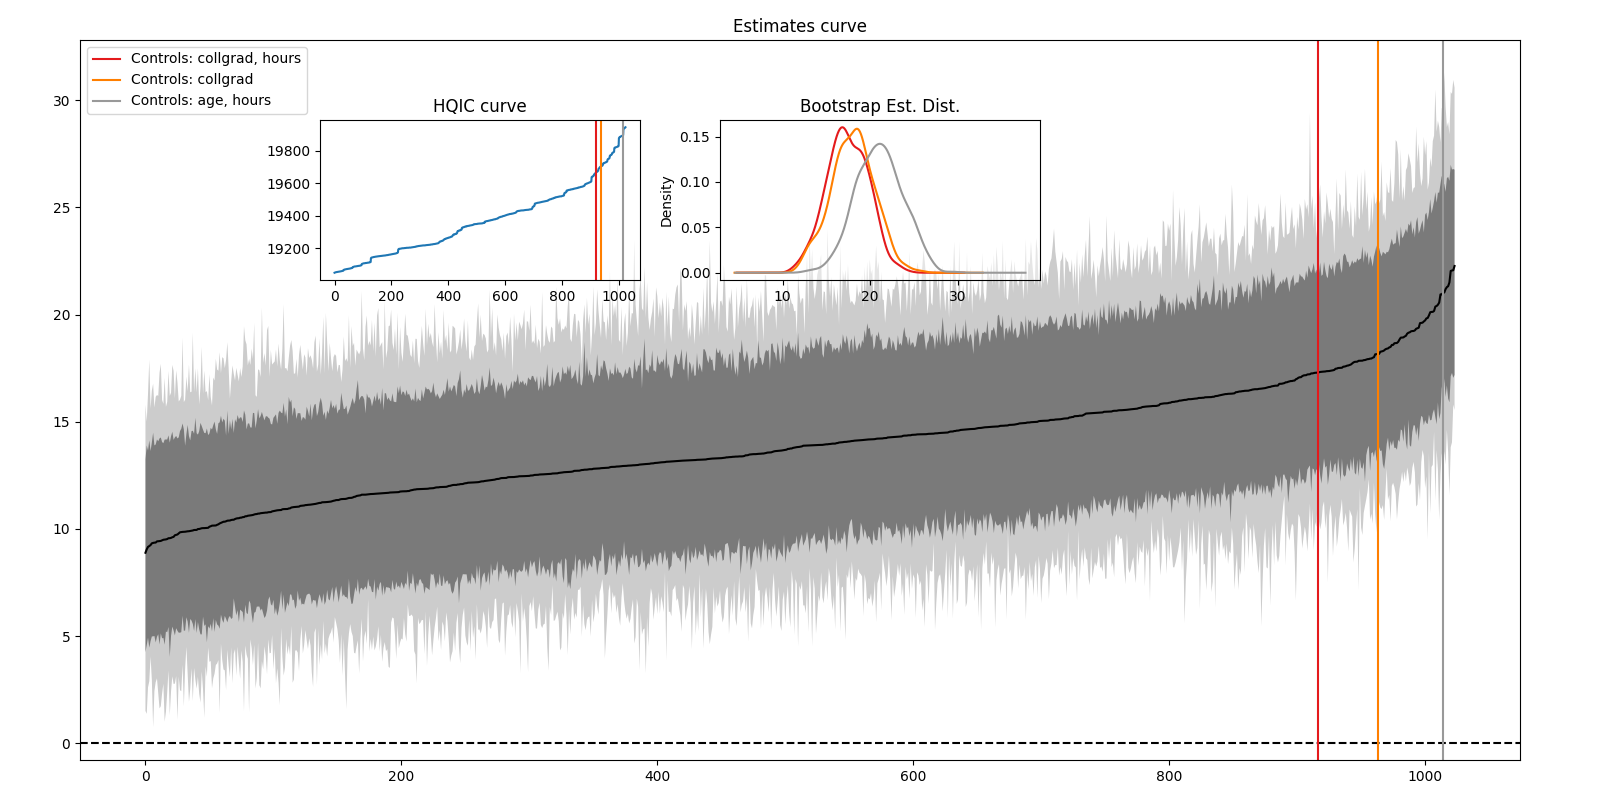 Estimates curve
Controls: collgrad, hours
Controls: collgrad
Controls: age, hours
HQIC curve
19800
19600
19400
19200
0 200 400 600 800 1000
Bootstrap Est. Dist.
Density
0.15
0.10
0.05
0.00
10 20 30
30
25
20
15
10
5
0
0 200 400 600 800 1000